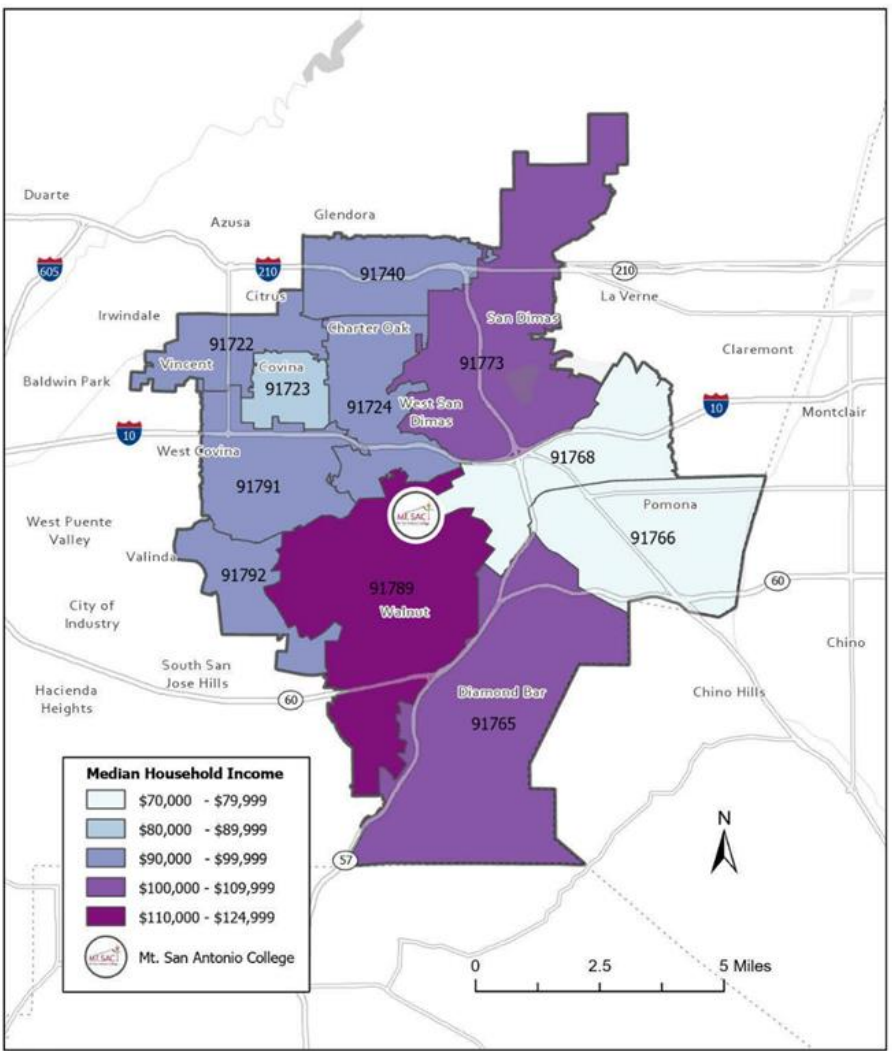 Duarte
Glendora
Azusa
605
210
91740
210
Citrus
La Verne
Irwindale
San Dimas
Charter Oak
91722
Claremont
Vincent
Covina
91773
Baldwin Park
91723
91724
West San
Dimas
10
Montclair
10
West Covina
91768
91791
Pomona
MT.SAC
West Puente
Valley
91766
Valinda
91792
60
91789
City of
Industry
Walnut
Chino
South San
Jose Hills
Hacienda
Heights
60
Diamond Bar
Chino Hills
91765
Median Household Income
$70,000 - $79,999
$80,000 - $89,999
$90,000 - $99,999
$100,000 - $109,999
$110,000 - $124,999
MT.SAC
Mt. San Antonio College
57
N
0 2.5 5 Miles